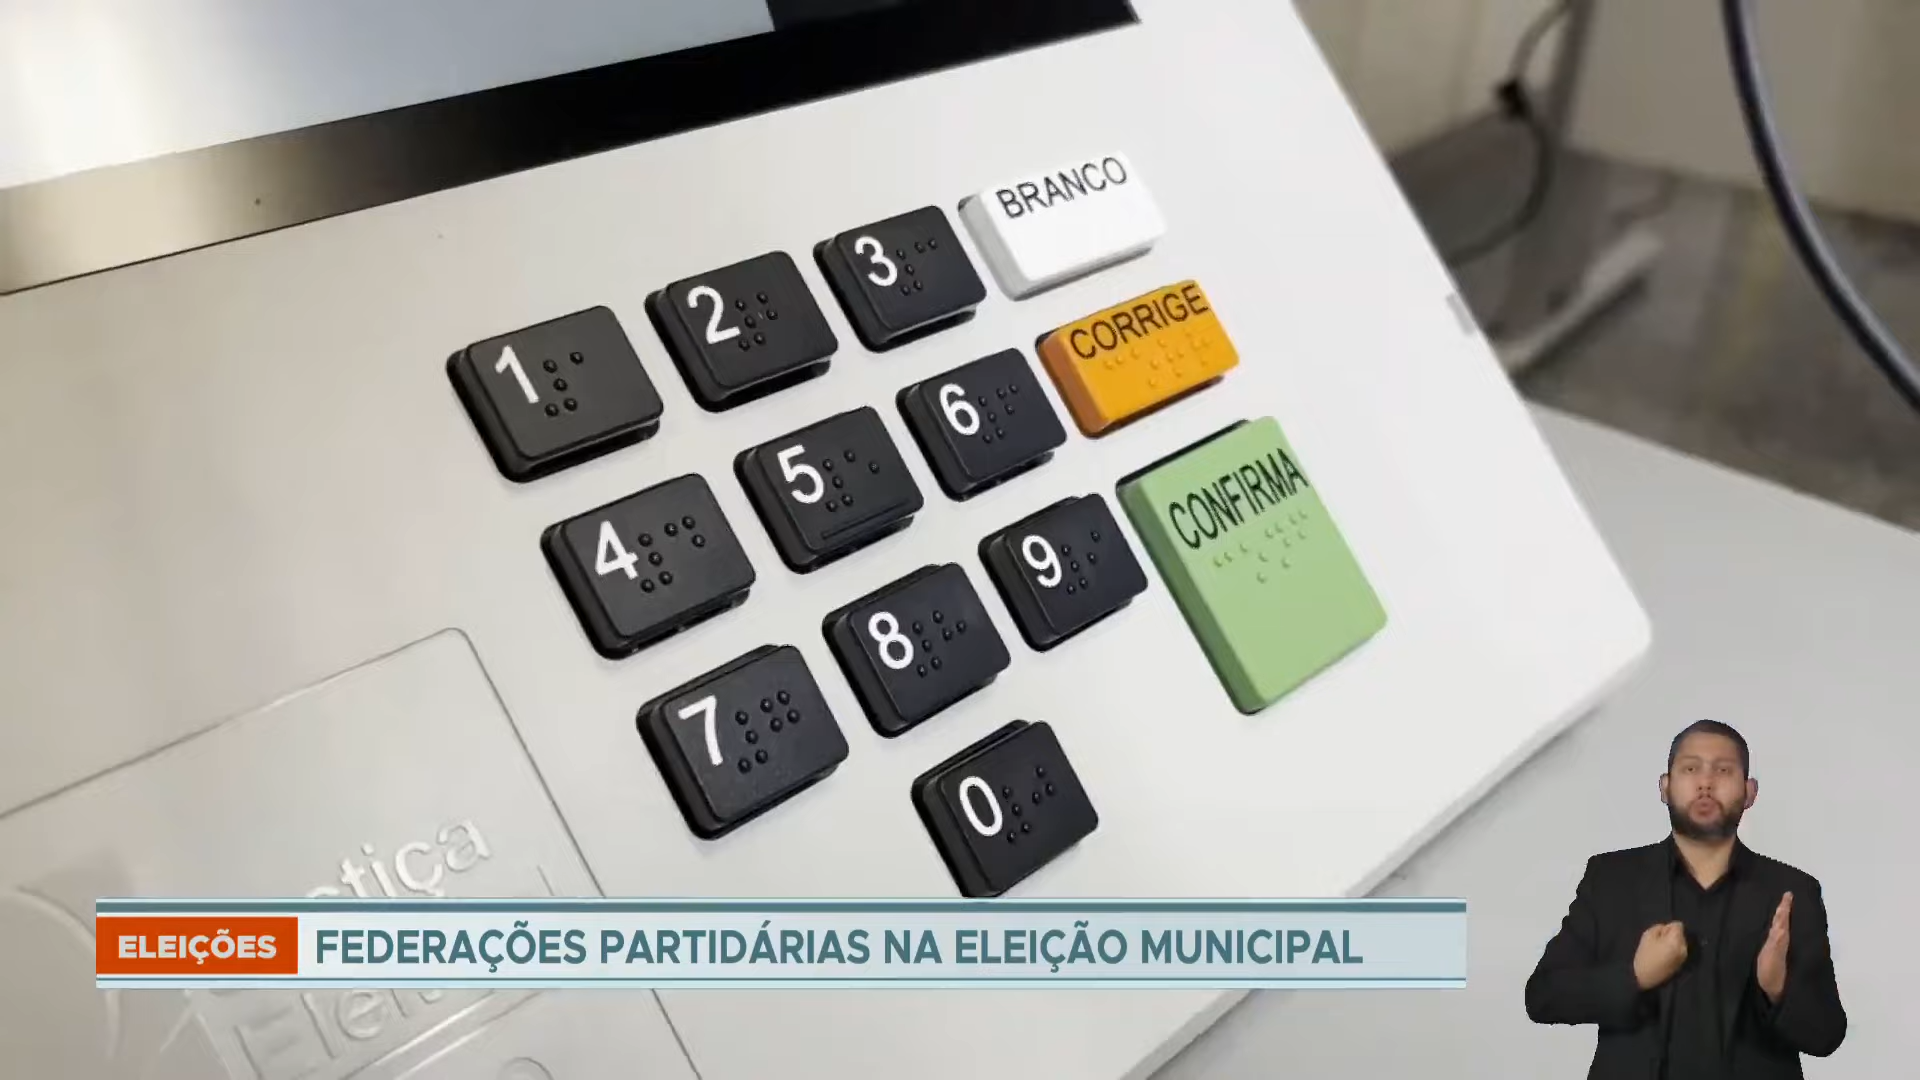 BRANCO
1
2
3
CORRIGE
4
5
6
CONFIRMA
7
8
9
0
ELEIÇÕES
FEDERAÇÕES PARTIDÁRIAS NA ELEIÇÃO MUNICIPAL